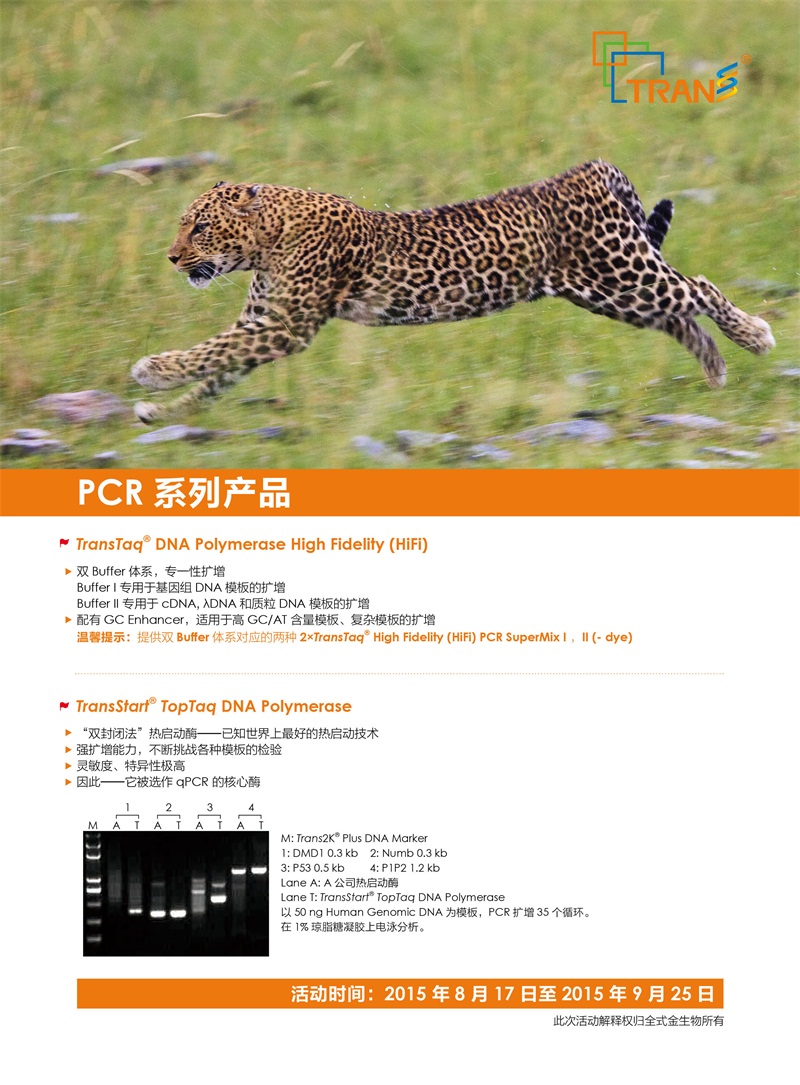 TRANS®
PCR 系列产品
TransTaq® DNA Polymerase High Fidelity (HiFi)
双 Buffer 体系，专一性扩增
Buffer I 专用于基因组 DNA 模板的扩增
Buffer II 专用于 cDNA, λDNA 和质粒 DNA 模板的扩增
配有 GC Enhancer，适用于高 GC/AT 含量模板、复杂模板的扩增
温馨提示：提供双 Buffer 体系对应的两种 2×TransTaq® High Fidelity (HiFi) PCR SuperMix I ，II (- dye)
TransStart® TopTaq DNA Polymerase
“双封闭法”热启动酶——已知世界上最好的热启动技术
强扩增能力，不断挑战各种模板的检验
灵敏度、特异性极高
因此——它被选作 qPCR 的核心酶
1 2 3 4
M A T A T A T A T
M: Trans2K® Plus DNA Marker
1: DMD1 0.3 kb 2: Numb 0.3 kb
3: P53 0.5 kb 4: P1P2 1.2 kb
Lane A: A 公司热启动酶
Lane T: TransStart® TopTaq DNA Polymerase
以 50 ng Human Genomic DNA 为模板，PCR 扩增 35 个循环。
在 1% 琼脂糖凝胶上电泳分析。
活动时间：2015 年 8 月 17 日至 2015 年 9 月 25 日
此次活动解释权归全式金生物所有